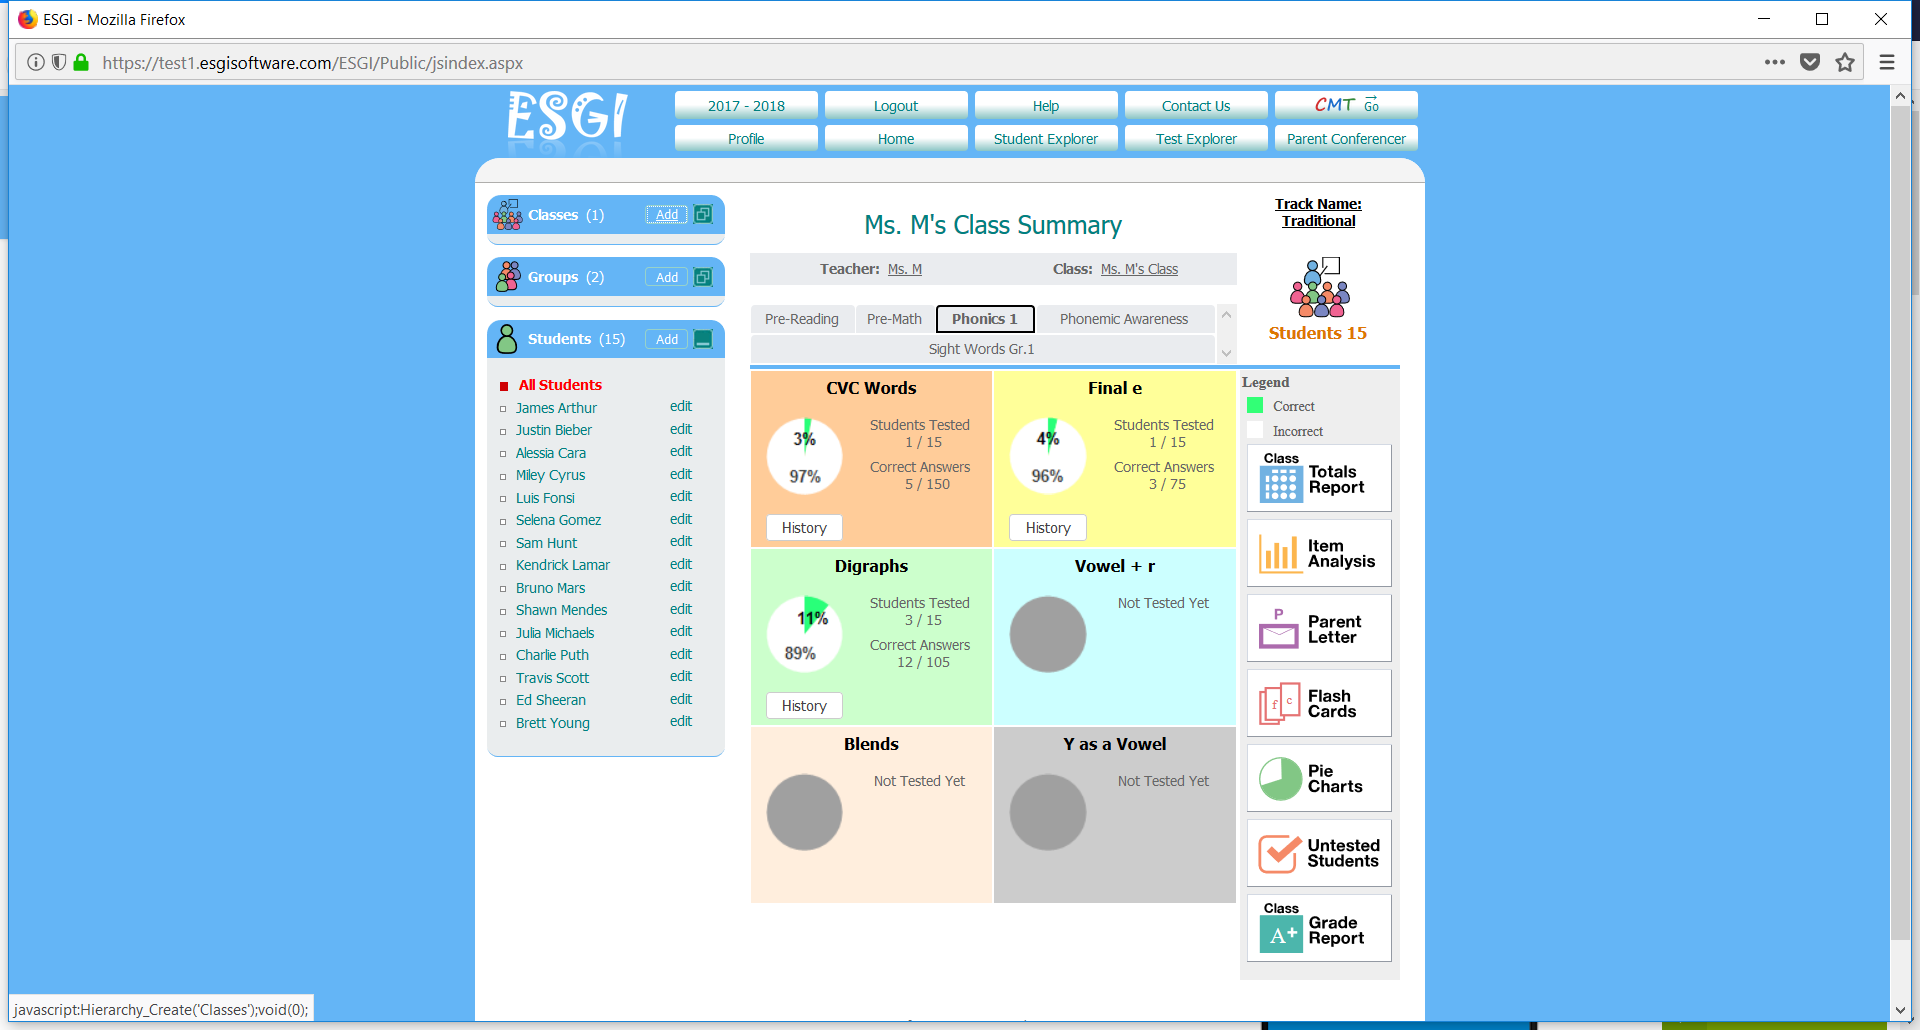 ESGI - Mozilla Firefox
https://test1.esgisoftware.com/ESGI/Public/jsindex.aspx
ESGI
2017 - 2018
Logout
Help
Contact Us
CMT Go
Profile
Home
Student Explorer
Test Explorer
Parent Conferencer
Classes (1) Add
Groups (2) Add
Students (15) Add
All Students
James Arthur edit
Justin Bieber edit
Alessia Cara edit
Miley Cyrus edit
Luis Fonsi edit
Selena Gomez edit
Sam Hunt edit
Kendrick Lamar edit
Bruno Mars edit
Shawn Mendes edit
Julia Michaels edit
Charlie Puth edit
Travis Scott edit
Ed Sheeran edit
Brett Young edit
Ms. M's Class Summary
Teacher: Ms. M Class: Ms. M's Class
Pre-Reading Pre-Math Phonics 1 Phonemic Awareness
Sight Words Gr.1
Track Name:
Traditional
Students 15
CVC Words
3%
97%
Students Tested
1 / 15
Correct Answers
5 / 150
History
Final e
4%
96%
Students Tested
1 / 15
Correct Answers
3 / 75
History
Digraphs
11%
89%
Students Tested
3 / 15
Correct Answers
12 / 105
History
Vowel + r
Not Tested Yet
Blends
Not Tested Yet
Y as a Vowel
Not Tested Yet
Legend
Correct
Incorrect
Class
Totals
Report
Item
Analysis
P
Parent
Letter
f c
Flash
Cards
Pie
Charts
Untested
Students
Class
A+
Grade
Report
javascript:Hierarchy_Create('Classes');void(0);